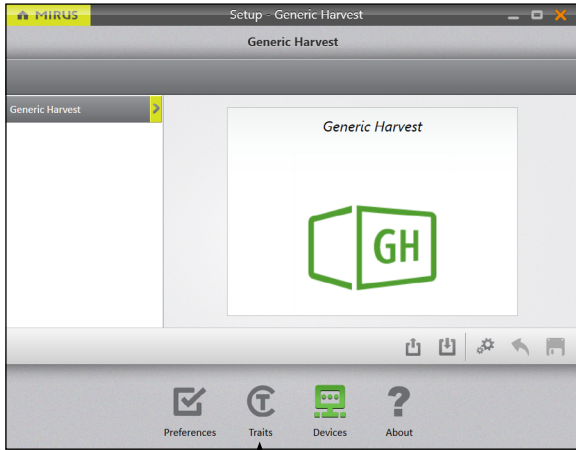 MIRUS
Setup - Generic Harvest
Generic Harvest
Generic Harvest
Generic Harvest
GH
Preferences
Traits
Devices
About